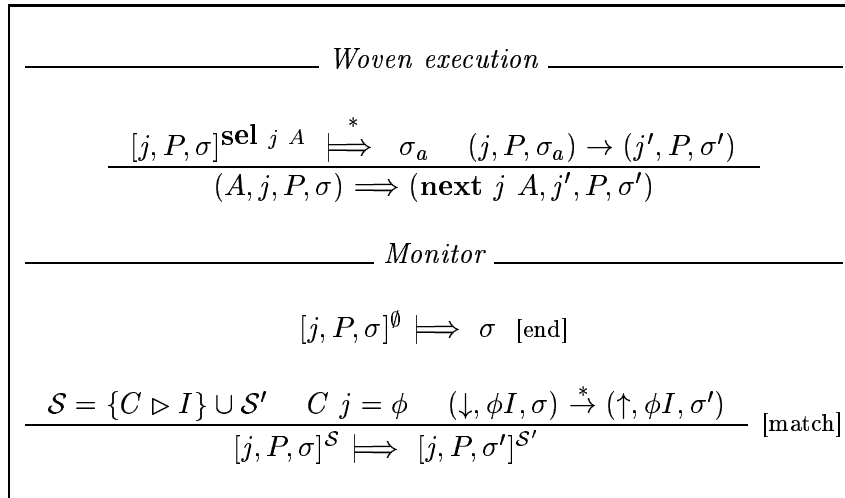 Woven execution
[j, P, σ]^{sel j A} ⊨⇒^* σ_a (j, P, σ_a) → (j′, P, σ′)
(A, j, P, σ) ⟹ (next j A, j′, P, σ′)
Monitor
[j, P, σ]^∅ ⊨⇒ σ [end]
𝒮 = {C ▷ I} ∪ 𝒮′ C j = ϕ (↓, ϕI, σ) →^* (↑, ϕI, σ′)
[j, P, σ]^𝒮 ⊨⇒ [j, P, σ′]^{𝒮′} [match]